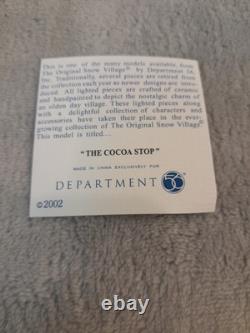 This is one of the many models available from
The Original Snow Village® by Department 56,
Inc. Traditionally, several pieces are retired from
the collection each year as newer designs are intro-
duced. All lighted pieces are crafted of ceramic
and handpainted to depict the nostalgic charm of
an olden day village. These lighted pieces along
with a delightful collection of characters and
accessories have taken their place in the ever-
growing collection of The Original Snow Village®
This model is titled...
"THE COCOA STOP"
MADE IN CHINA EXCLUSIVELY FOR
DEPARTMENT 56
©2002